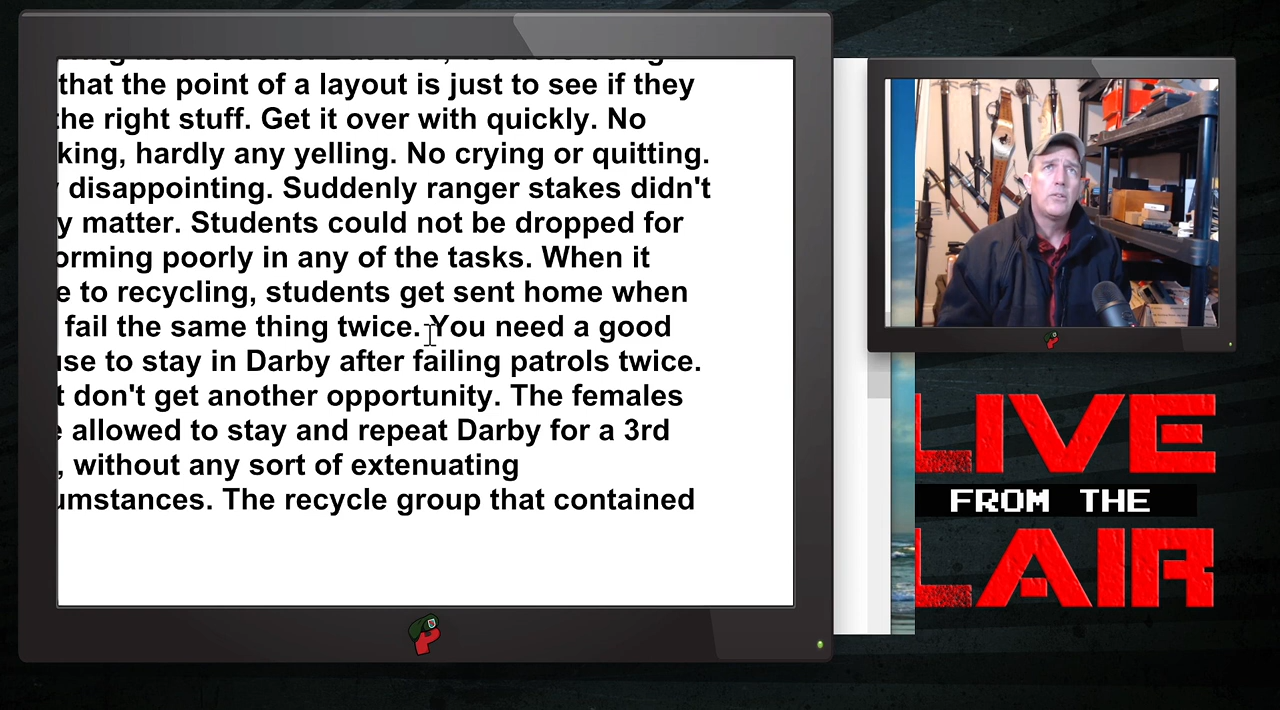 that the point of a layout is just to see if they
the right stuff. Get it over with quickly. No
king, hardly any yelling. No crying or quitting.
disappointing. Suddenly ranger stakes didn't
y matter. Students could not be dropped for
orming poorly in any of the tasks. When it
e to recycling, students get sent home when
fail the same thing twice. You need a good
use to stay in Darby after failing patrols twice.
t don't get another opportunity. The females
e allowed to stay and repeat Darby for a 3rd
, without any sort of extenuating
umstances. The recycle group that contained
LIVE
FROM THE
LAIR